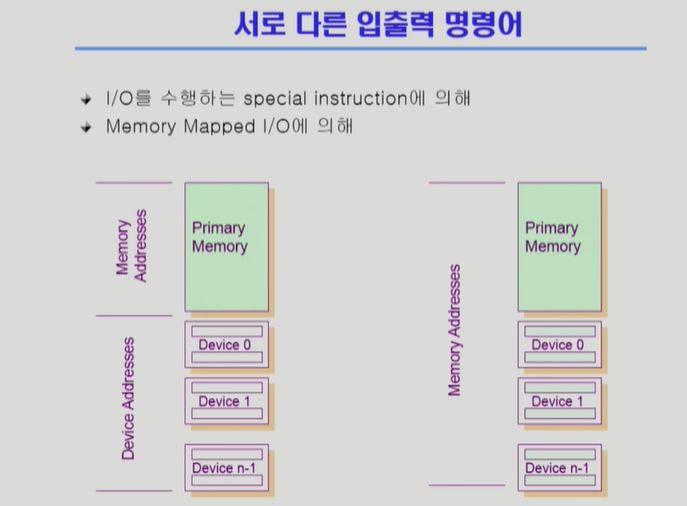 서로 다른 입출력 명령어
I/O를 수행하는 special instruction에 의해
Memory Mapped I/O에 의해
Memory
Addresses
Primary
Memory
Device Addresses
Device 0
Device 1
Device n-1
Memory Addresses
Primary
Memory
Device 0
Device 1
Device n-1